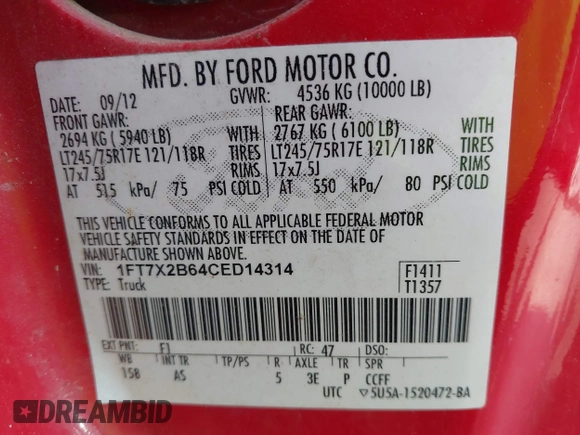 MFD. BY FORD MOTOR CO.
DATE: 09/12 GVWR: 4536 KG (10000 LB)
FRONT GAWR: REAR GAWR:
2694 KG ( 5940 LB) WITH 2767 KG ( 6100 LB) WITH
LT245/75R17E 121/118R TIRES LT245/75R17E 121/118R TIRES
17x7.5J RIMS 17x7.5J RIMS
AT 515 kPa/ 75 PSI COLD AT 550 kPa/ 80 PSI COLD
THIS VEHICLE CONFORMS TO ALL APPLICABLE FEDERAL MOTOR
VEHICLE SAFETY STANDARDS IN EFFECT ON THE DATE OF
MANUFACTURE SHOWN ABOVE.
VIN: 1FT7X2B64CED14314 F1411
TYPE: Truck T1357
EXT PNT: F1 RC: 47 DSO:
WB INT TR TP/PS R AXLE TR SPR
158 AS 5 3E P CCFF
UTC 5U5A-1520472-BA
DREAMBID